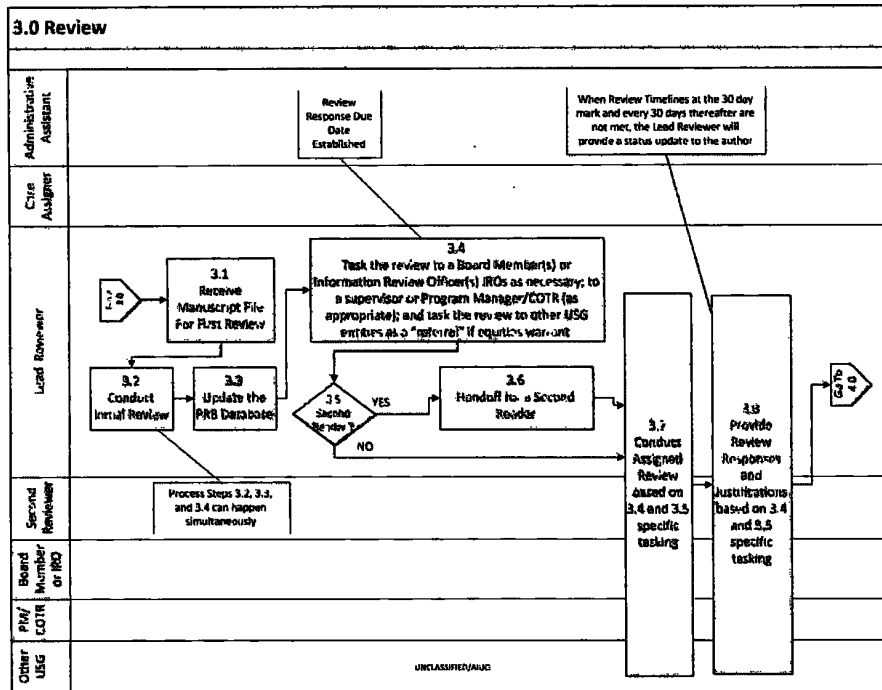 3.0 Review
Administrative
Assistant
Review
Response Due
Date
Established
When Review Timelines at the 30 day
mark and every 30 days thereafter are
not met, the Lead Reviewer will
provide a status update to the author
Case
Assigner
Lead Reviewer
3.1
Receive
Manuscript File
For First Review
3.4
Task the review to a Board Member(s) or
Information Review Officer(s) IROs as necessary; to
a supervisor or Program Manager/COTR (as
appropriate); and task the review to other USG
entities as a "referral" if equities warrant
3.2
Conduct
Initial Review
3.3
Update the
PRB Database
3.5
Second
Reader?
YES
NO
3.6
Handoff for a Second
Reader
3.7
Conduct
Assigned
Review
based on
3.4 and 3.5
specific
tasking
3.8
Provide
Review
Responses
and
Justifications
based on 3.4
and 3.5
specific
tasking
Go To
4.0
Second
Reviewer
Process Steps 3.2, 3.3,
and 3.4 can happen
simultaneously
Board
Member
or IRO
PM/
COTR
Other
USG
UNCLASSIFIED/AIUO